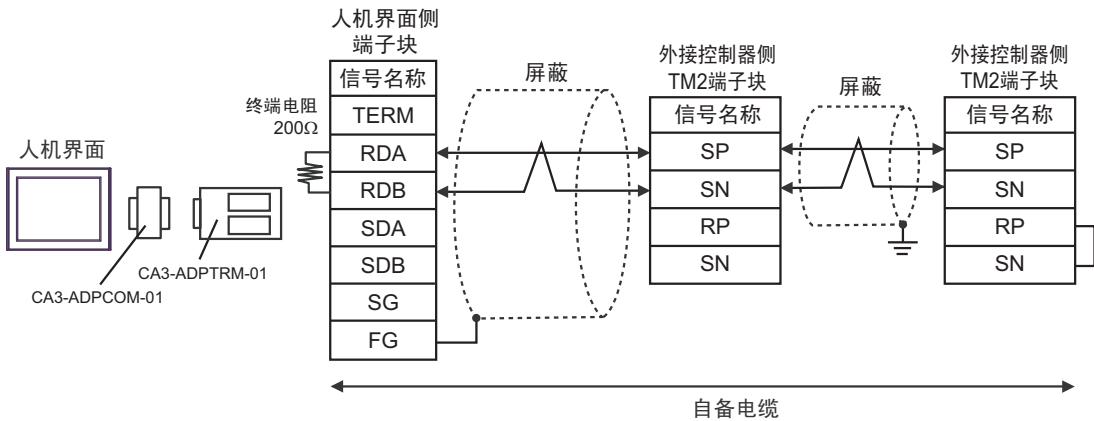 人机界面
CA3-ADPCOM-01
CA3-ADPTRM-01
终端电阻
200Ω
人机界面侧
端子块
信号名称
TERM
RDA
RDB
SDA
SDB
SG
FG
屏蔽
外接控制器侧
TM2端子块
信号名称
SP
SN
RP
SN
屏蔽
外接控制器侧
TM2端子块
信号名称
SP
SN
RP
SN
自备电缆